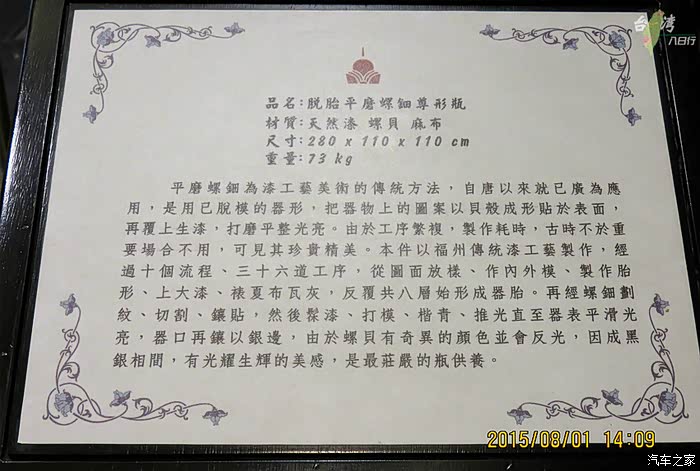 台灣
八日行
品名:脫胎平磨螺鈿尊形瓶
材質:天然漆 螺貝 麻布
尺寸:280 x 110 x 110 cm
重量:73 kg
平磨螺鈿為漆工藝美術的傳統方法,自唐以來就已廣為應
用,是用已脫模的器形,把器物上的圖案以貝殼成形貼於表面,
再覆上生漆,打磨平整光亮。由於工序繁複,製作耗時,古時不於重
要場合不用,可見其珍貴精美。本件以福州傳統漆工藝製作,經
過十個流程、三十六道工序,從圖面放樣、作內外模、製作胎
形、上大漆、裱夏布瓦灰,反覆共八層始形成器胎。再經螺鈿劃
紋、切割、鑲貼,然後髹漆、打模、楷青、推光直至器表平滑光
亮,器口再鑲以銀邊,由於螺貝有奇異的顏色並會反光,因成黑
銀相間,有光耀生輝的美感,是最莊嚴的瓶供養。
2015/08/01 14:09
汽车之家